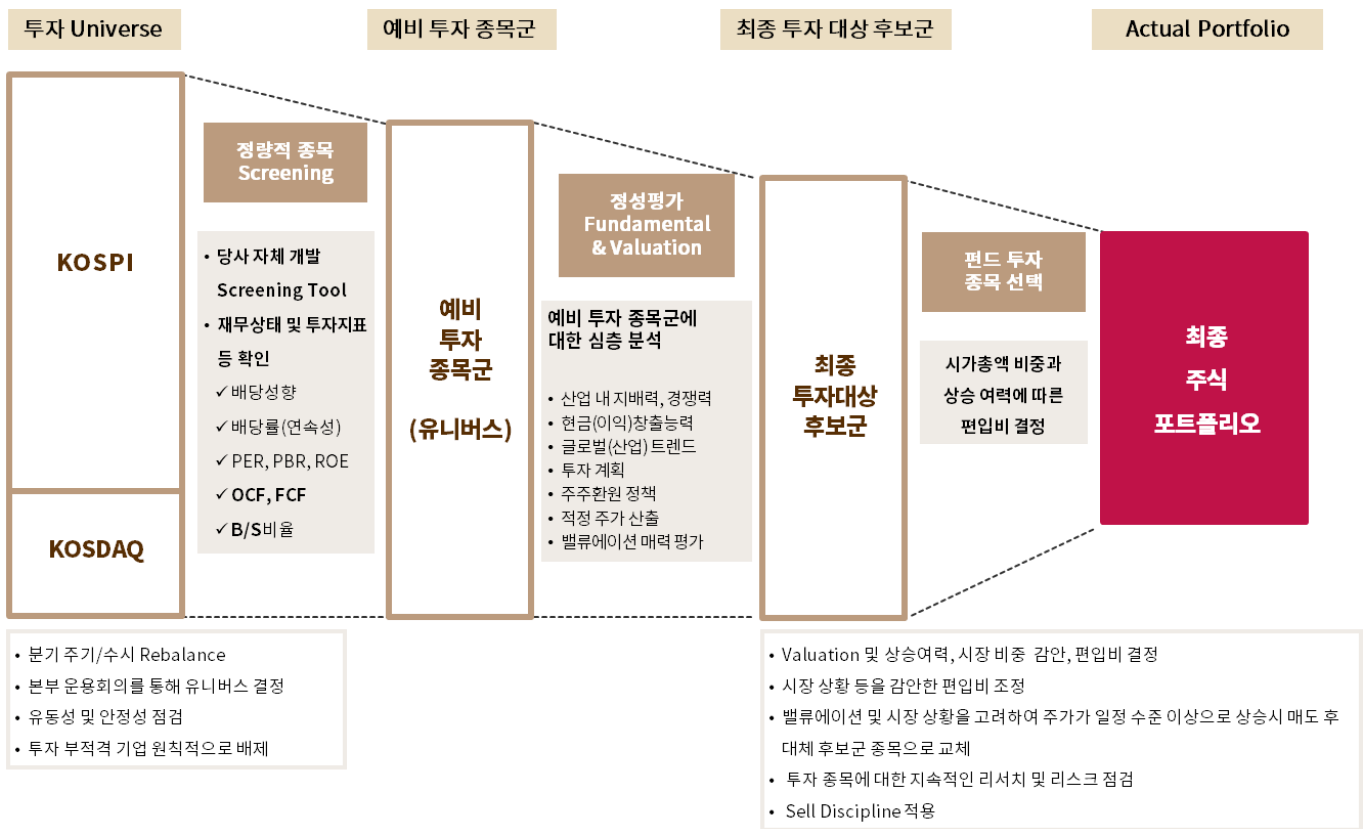 투자 Universe
예비 투자 종목군
최종 투자 대상 후보군
Actual Portfolio
KOSPI
KOSDAQ
정량적 종목
Screening
• 당사 자체 개발
Screening Tool
• 재무상태 및 투자지표
등 확인
✓ 배당성향
✓ 배당률(연속성)
✓ PER, PBR, ROE
✓ OCF, FCF
✓ B/S비율
예비
투자
종목군
(유니버스)
정성평가
Fundamental
& Valuation
예비 투자 종목군에
대한 심층 분석
• 산업 내 지배력, 경쟁력
• 현금(이익)창출능력
• 글로벌(산업) 트렌드
• 투자 계획
• 주주환원 정책
• 적정 주가 산출
• 밸류에이션 매력 평가
최종
투자대상
후보군
펀드 투자
종목 선택
시가총액 비중과
상승 여력에 따른
편입비 결정
최종
주식
포트폴리오
• 분기 주기/수시 Rebalance
• 본부 운용회의를 통해 유니버스 결정
• 유동성 및 안정성 점검
• 투자 부적격 기업 원칙적으로 배제
• Valuation 및 상승여력, 시장 비중 감안, 편입비 결정
• 시장 상황 등을 감안한 편입비 조정
• 밸류에이션 및 시장 상황을 고려하여 주가가 일정 수준 이상으로 상승시 매도 후
대체 후보군 종목으로 교체
• 투자 종목에 대한 지속적인 리서치 및 리스크 점검
• Sell Discipline 적용